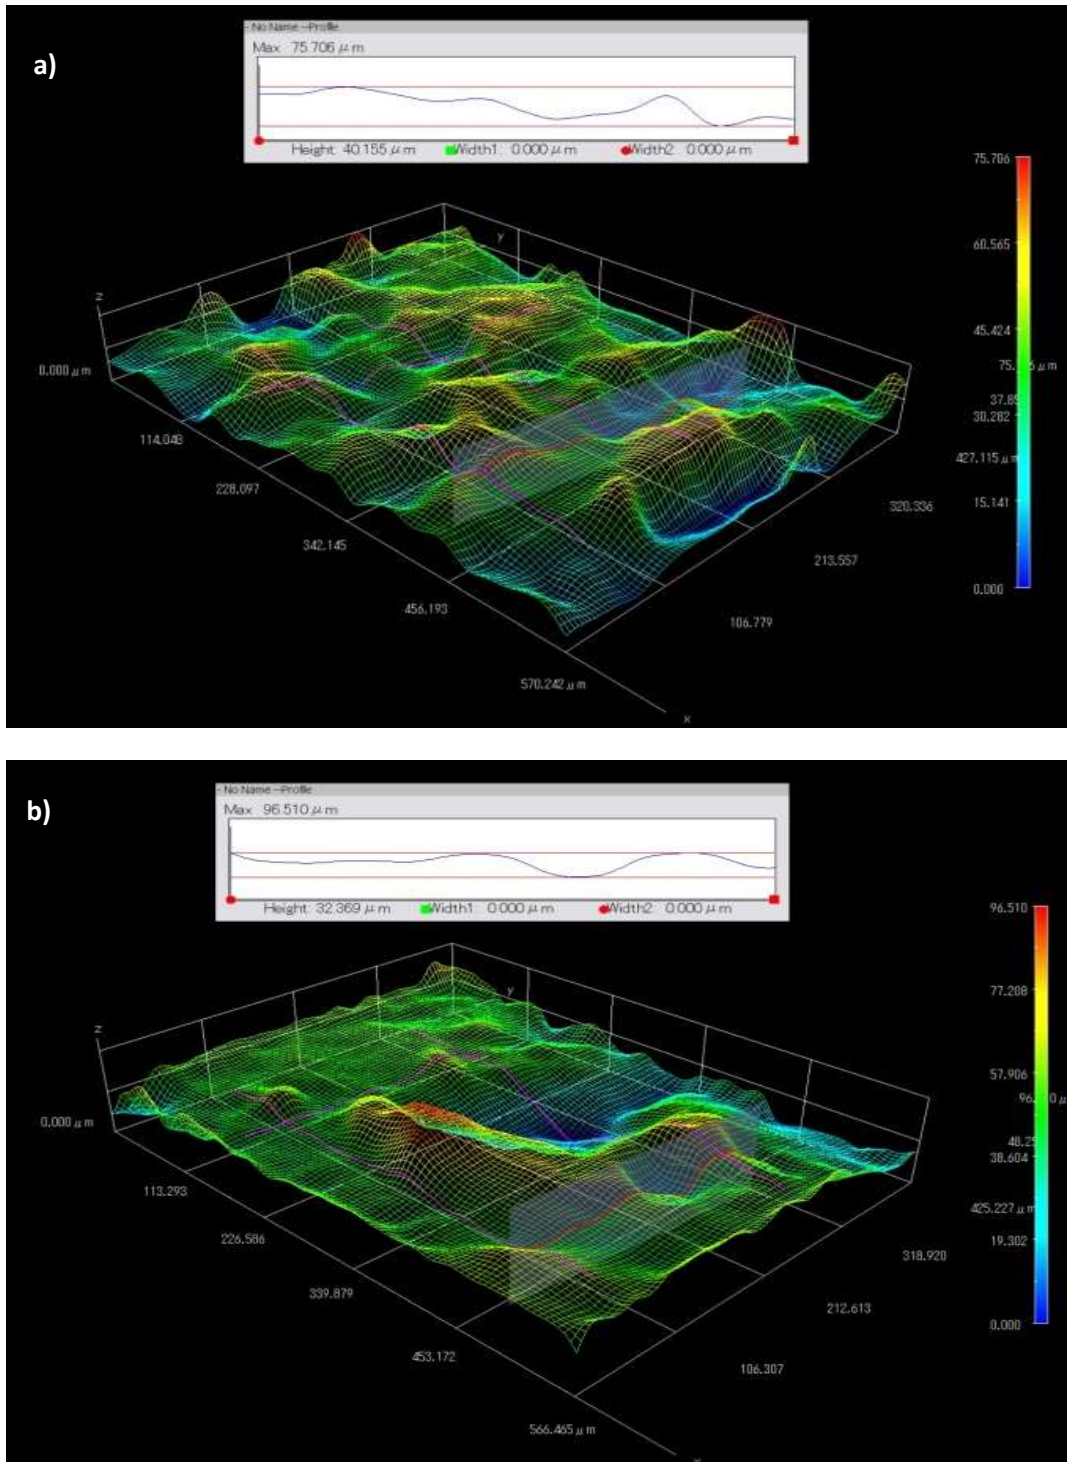 a)
- No Name --Profile
Max 75.706 μm
Height: 40.155 μm Width1: 0.000 μm Width2: 0.000 μm
75.706
60.565
y
45.424
z
0.000 μm
30.282
427.115 μm
114.048
15.141
228.097
320.336
342.145
213.557
0.000
456.193
106.779
570.242 μm
x
b)
- No Name --Profile
Max 96.510 μm
Height: 32.369 μm Width1: 0.000 μm Width2: 0.000 μm
96.510
77.208
y
z
57.906
0.000 μm
38.604
113.293
425.227 μm
19.302
226.586
318.920
339.879
212.613
0.000
453.172
106.307
566.465 μm